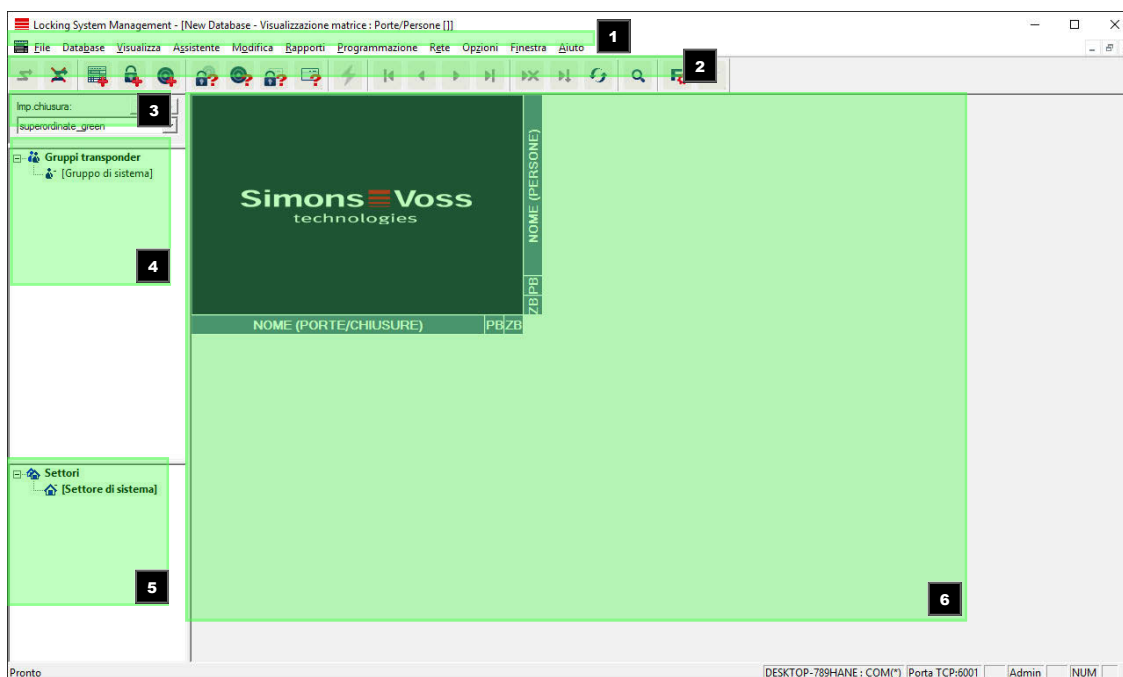 Locking System Management - [New Database - Visualizzazione matrice : Porte/Persone []]
File Database Visualizza Assistente Modifica Rapporti Programmazione Rete Opzioni Finestra Aiuto
1
2
Imp.chiusura:
3
superordinate_green
Gruppi transponder
[Gruppo di sistema]
4
Simons Voss
technologies
NOME (PERSONE)
PB
ZB
NOME (PORTE/CHIUSURE) PB ZB
Settori
[Settore di sistema]
5
6
Pronto
DESKTOP-789HANE : COM(*) Porta TCP:6001 Admin NUM